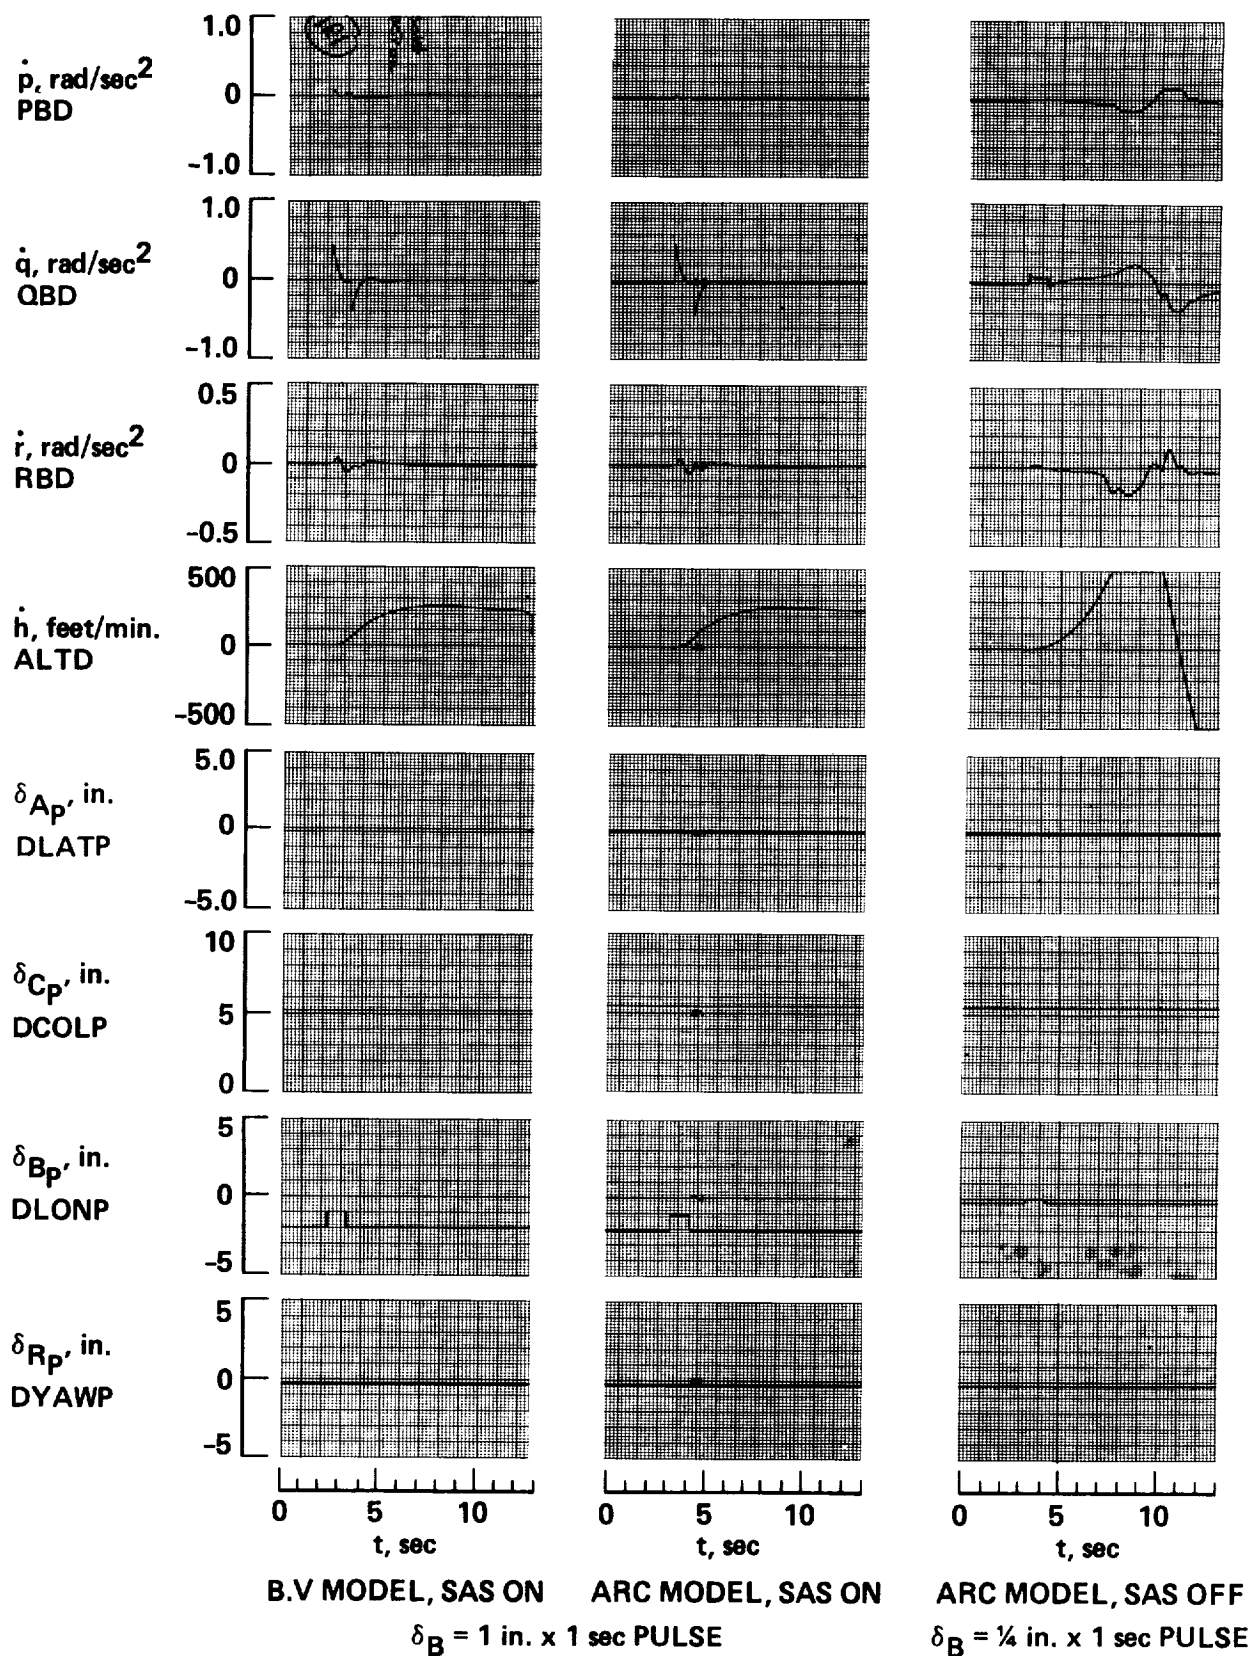 1.0
ṗ, rad/sec2
0
PBD
-1.0
1.0
q̇, rad/sec2
0
QBD
-1.0
0.5
ṙ, rad/sec2
0
RBD
-0.5
500
ḣ, feet/min.
0
ALTD
-500
5.0
δAP, in.
0
DLATP
-5.0
10
δCP, in.
5
DCOLP
0
5
δBP, in.
0
DLONP
-5
5
δRP, in.
0
DYAWP
-5
0 5 10 0 5 10 0 5 10
t, sec t, sec t, sec
B.V MODEL, SAS ON ARC MODEL, SAS ON ARC MODEL, SAS OFF
δB = 1 in. x 1 sec PULSE δB = ¼ in. x 1 sec PULSE